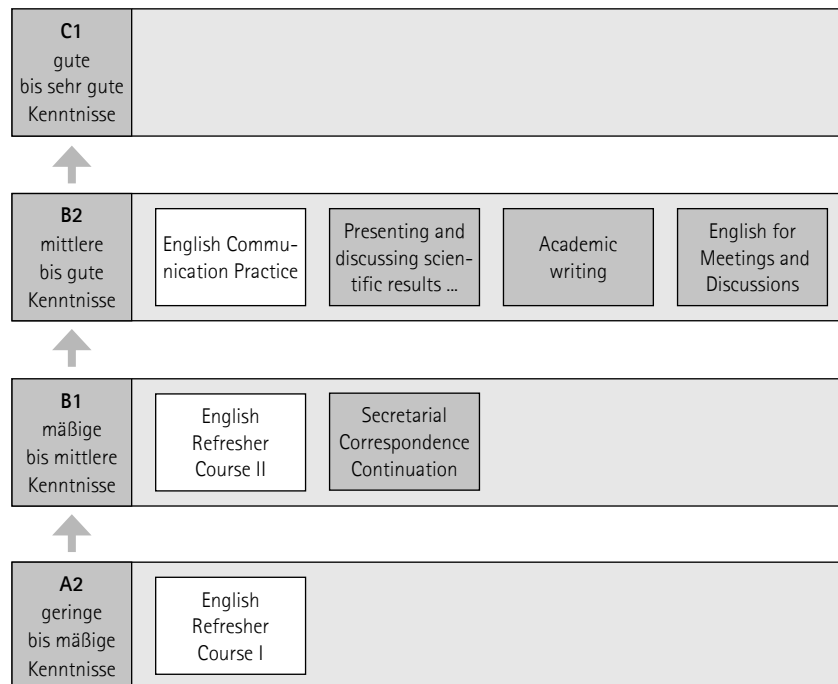 C1
gute
bis sehr gute
Kenntnisse
B2
mittlere
bis gute
Kenntnisse
English Commu-
nication Practice
Presenting and
discussing scien-
tific results ...
Academic
writing
English for
Meetings and
Discussions
B1
mäßige
bis mittlere
Kenntnisse
English
Refresher
Course II
Secretarial
Correspondence
Continuation
A2
geringe
bis mäßige
Kenntnisse
English
Refresher
Course I